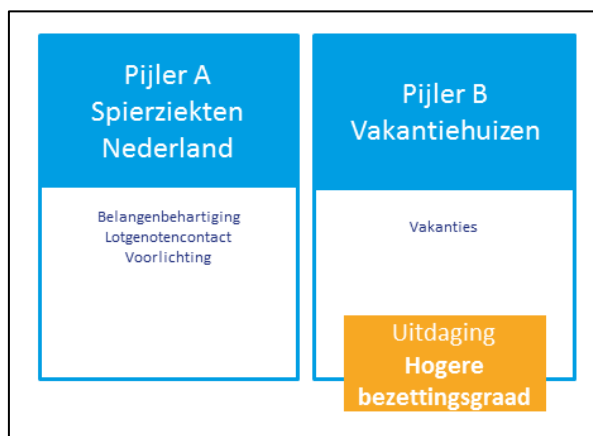 Pijler A
Spierziekten
Nederland
Belangenbehartiging
Lotgenotencontact
Voorlichting
Pijler B
Vakantiehuizen
Vakanties
Uitdaging
Hogere
bezettingsgraad